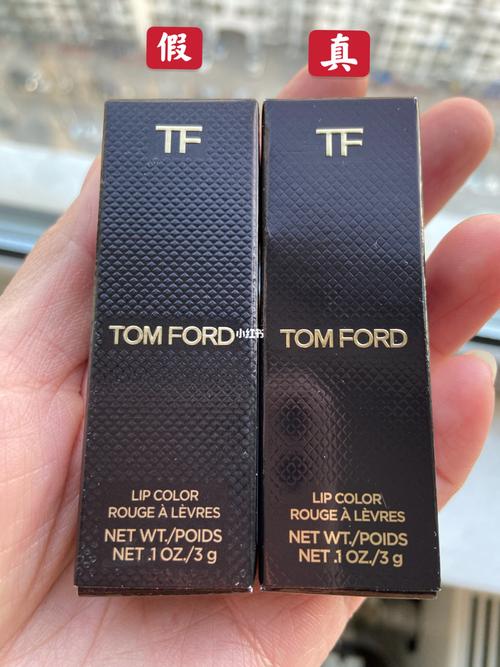 假
真
TF
TOM FORD
LIP COLOR
ROUGE À LÈVRES
NET WT./POIDS
NET .1 OZ./3 g
小红书
TF
TOM FORD
LIP COLOR
ROUGE À LÈVRES
NET WT./POIDS
NET .1 OZ./3 g